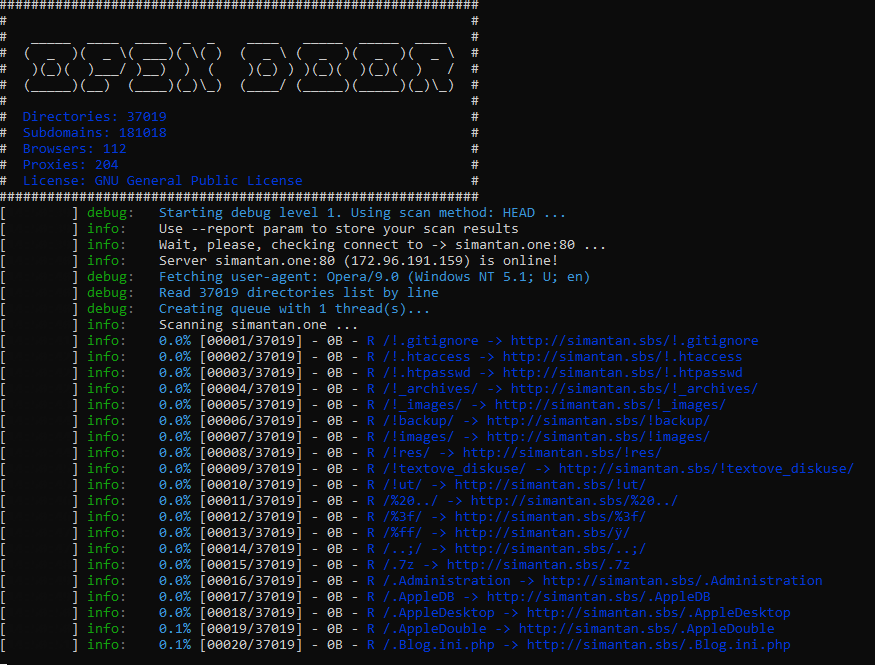 ############################################################
#                                                          #
#                                                          #
#   _____  ____  ____  _  _    ____   _____  _____  ____   #
#  (  _  )(  _ \( ___)( \( )  (  _ \ (  _  )(  _  )(  _ \  #
#   )(_)(  )___/ )__)  )  (    )(_) ) )(_)(  )(_)(  )   /  #
#  (_____)(__)  (____)(_)\_)  (____/ (_____)(_____)(_)\_)  #
#                                                          #
#  Directories: 37019                                      #
#  Subdomains: 181018                                      #
#  Browsers: 112                                           #
#  Proxies: 204                                            #
#  License: GNU General Public License                     #
############################################################
[        ] debug:   Starting debug level 1. Using scan method: HEAD ...
[        ] info:    Use --report param to store your scan results
[        ] info:    Wait, please, checking connect to -> simantan.one:80 ...
[        ] info:    Server simantan.one:80 (172.96.191.159) is online!
[        ] debug:   Fetching user-agent: Opera/9.0 (Windows NT 5.1; U; en)
[        ] debug:   Read 37019 directories list by line
[        ] debug:   Creating queue with 1 thread(s)...
[        ] info:    Scanning simantan.one ...
[        ] info:    0.0% [00001/37019] - 0B - R /!.gitignore -> http://simantan.sbs/!.gitignore
[        ] info:    0.0% [00002/37019] - 0B - R /!.htaccess -> http://simantan.sbs/!.htaccess
[        ] info:    0.0% [00003/37019] - 0B - R /!.htpasswd -> http://simantan.sbs/!.htpasswd
[        ] info:    0.0% [00004/37019] - 0B - R /!_archives/ -> http://simantan.sbs/!_archives/
[        ] info:    0.0% [00005/37019] - 0B - R /!_images/ -> http://simantan.sbs/!_images/
[        ] info:    0.0% [00006/37019] - 0B - R /!backup/ -> http://simantan.sbs/!backup/
[        ] info:    0.0% [00007/37019] - 0B - R /!images/ -> http://simantan.sbs/!images/
[        ] info:    0.0% [00008/37019] - 0B - R /!res/ -> http://simantan.sbs/!res/
[        ] info:    0.0% [00009/37019] - 0B - R /!textove_diskuse/ -> http://simantan.sbs/!textove_diskuse/
[        ] info:    0.0% [00010/37019] - 0B - R /!ut/ -> http://simantan.sbs/!ut/
[        ] info:    0.0% [00011/37019] - 0B - R /%20../ -> http://simantan.sbs/%20../
[        ] info:    0.0% [00012/37019] - 0B - R /%3f/ -> http://simantan.sbs/%3f/
[        ] info:    0.0% [00013/37019] - 0B - R /%ff/ -> http://simantan.sbs/ÿ/
[        ] info:    0.0% [00014/37019] - 0B - R /..;/ -> http://simantan.sbs/..;/
[        ] info:    0.0% [00015/37019] - 0B - R /.7z -> http://simantan.sbs/.7z
[        ] info:    0.0% [00016/37019] - 0B - R /.Administration -> http://simantan.sbs/.Administration
[        ] info:    0.0% [00017/37019] - 0B - R /.AppleDB -> http://simantan.sbs/.AppleDB
[        ] info:    0.0% [00018/37019] - 0B - R /.AppleDesktop -> http://simantan.sbs/.AppleDesktop
[        ] info:    0.1% [00019/37019] - 0B - R /.AppleDouble -> http://simantan.sbs/.AppleDouble
[        ] info:    0.1% [00020/37019] - 0B - R /.Blog.ini.php -> http://simantan.sbs/.Blog.ini.php